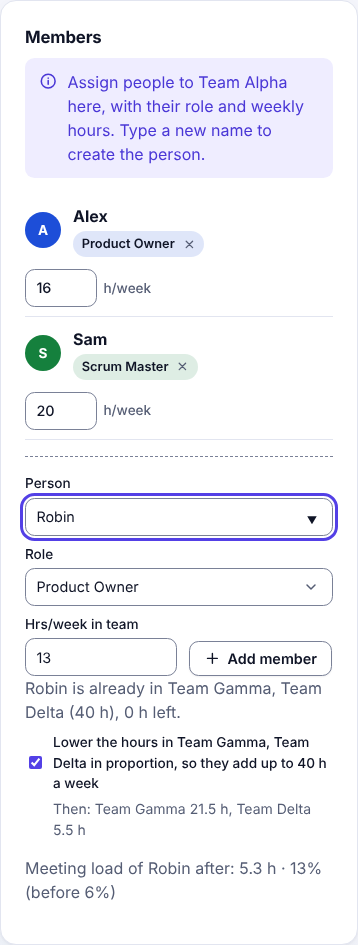 Members
Assign people to Team Alpha
here, with their role and weekly
hours. Type a new name to
create the person.
A
Alex
Product Owner ×
16 h/week
S
Sam
Scrum Master ×
20 h/week
Person
Robin
Role
Product Owner
Hrs/week in team
13
+ Add member
Robin is already in Team Gamma, Team
Delta (40 h), 0 h left.
Lower the hours in Team Gamma, Team
Delta in proportion, so they add up to 40 h
a week
Then: Team Gamma 21.5 h, Team Delta
5.5 h
Meeting load of Robin after: 5.3 h · 13%
(before 6%)